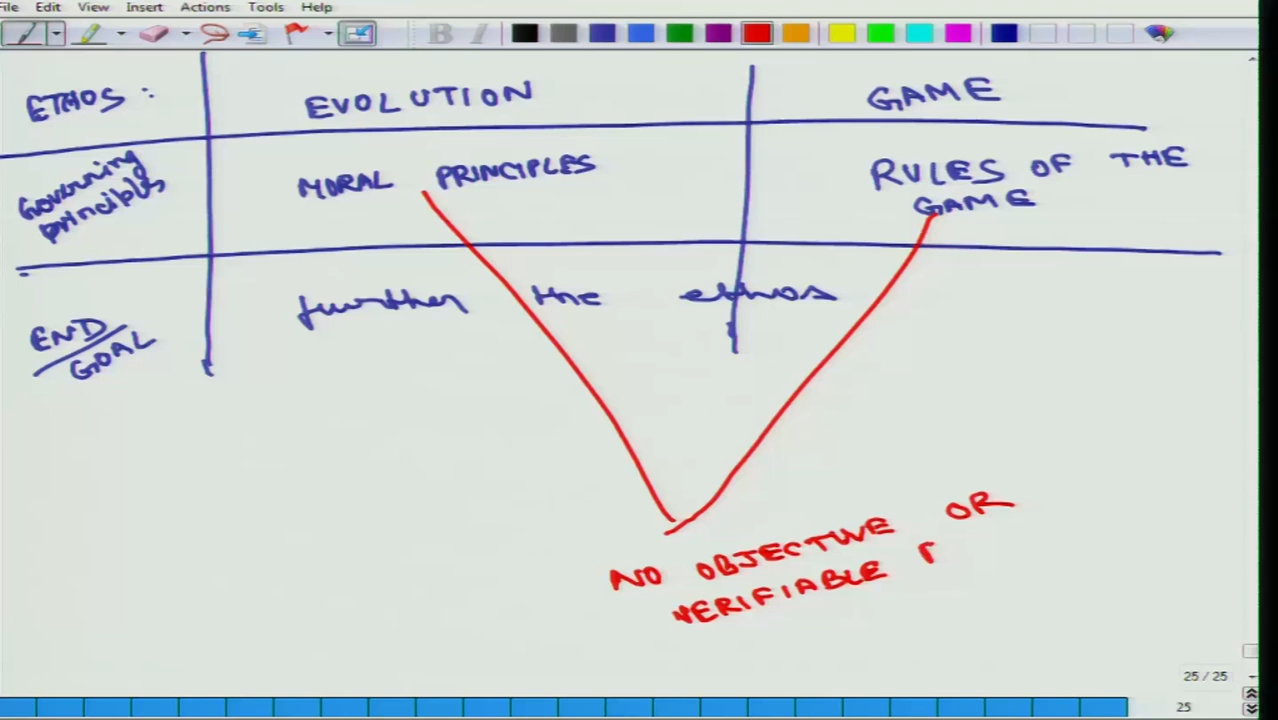 File Edit View Insert Actions Tools Help
B I
ETHOS : EVOLUTION GAME
Governing principles MORAL PRINCIPLES RULES OF THE GAME
END/GOAL further the ethos
NO OBJECTIVE OR
VERIFIABLE
25 / 25
25